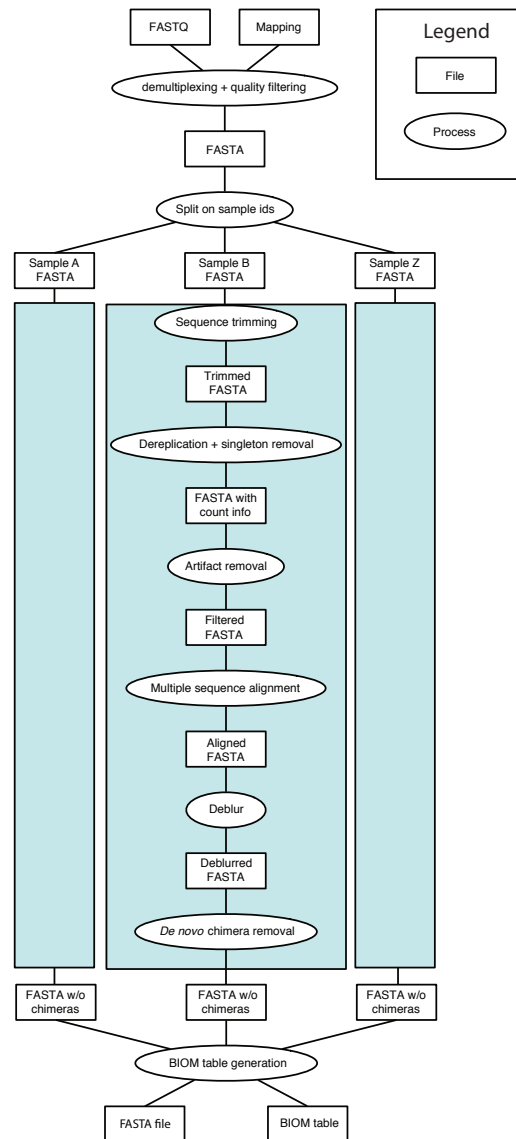 FASTQ
Mapping
Legend
File
Process
demultiplexing + quality filtering
FASTA
Split on sample ids
Sample A
FASTA
Sample B
FASTA
Sample Z
FASTA
Sequence trimming
Trimmed
FASTA
Dereplication + singleton removal
FASTA with
count info
Artifact removal
Filtered
FASTA
Multiple sequence alignment
Aligned
FASTA
Deblur
Deblurred
FASTA
De novo chimera removal
FASTA w/o
chimeras
FASTA w/o
chimeras
FASTA w/o
chimeras
BIOM table generation
FASTA file
BIOM table